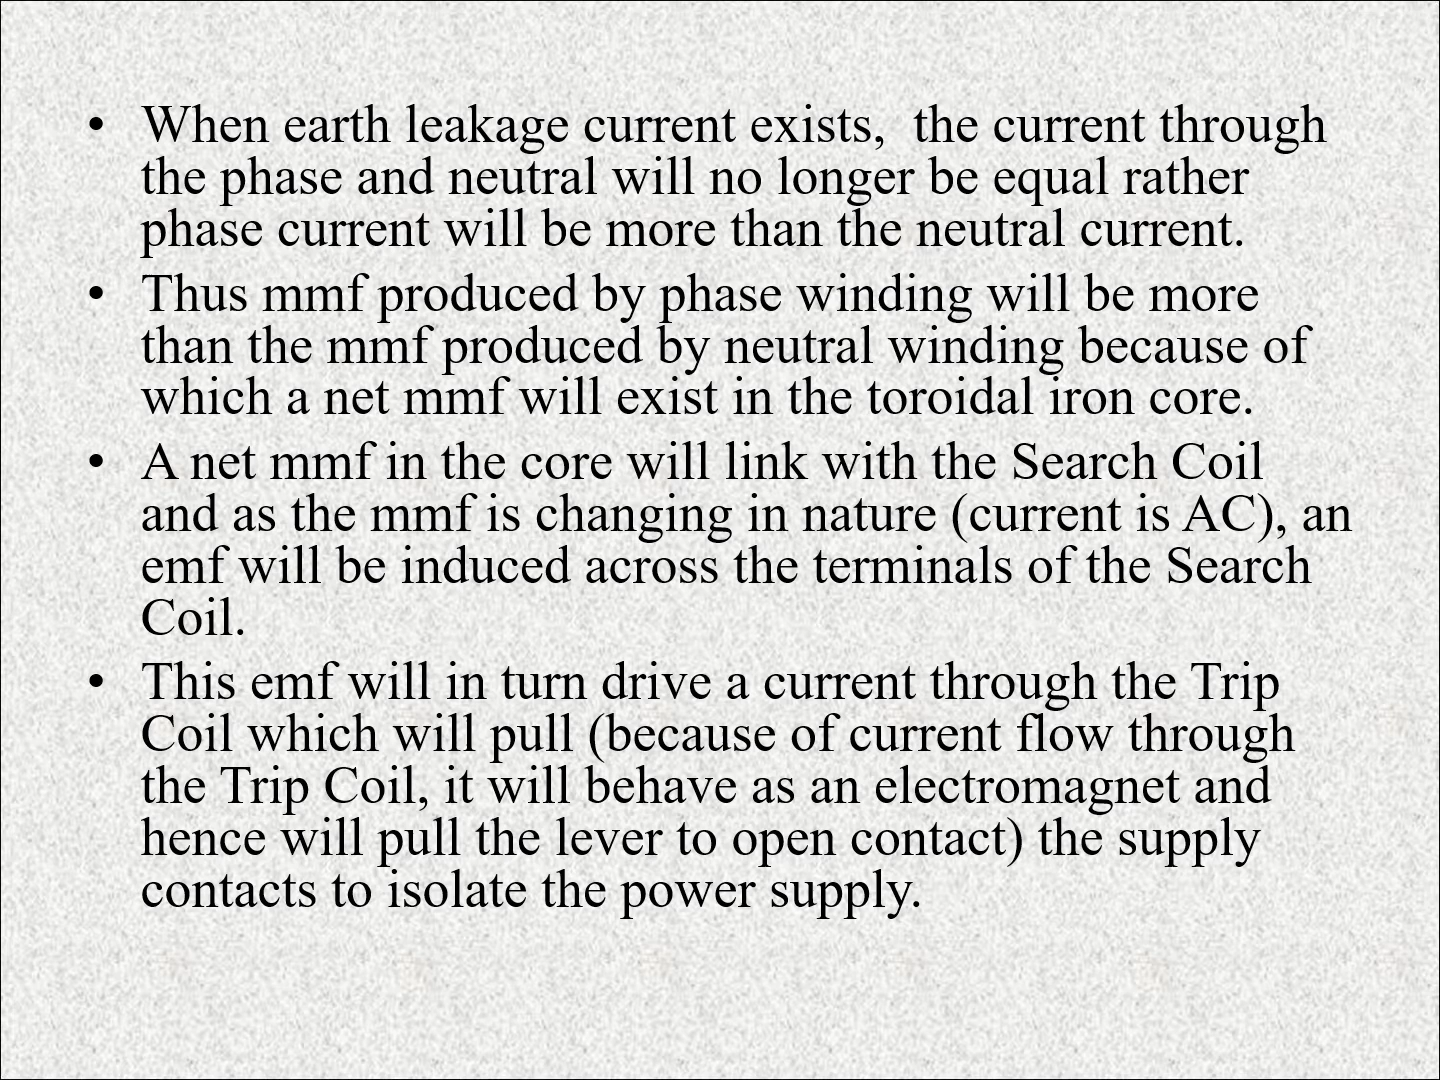 • When earth leakage current exists,  the current through
the phase and neutral will no longer be equal rather
phase current will be more than the neutral current.
• Thus mmf produced by phase winding will be more
than the mmf produced by neutral winding because of
which a net mmf will exist in the toroidal iron core.
• A net mmf in the core will link with the Search Coil
and as the mmf is changing in nature (current is AC), an
emf will be induced across the terminals of the Search
Coil.
• This emf will in turn drive a current through the Trip
Coil which will pull (because of current flow through
the Trip Coil, it will behave as an electromagnet and
hence will pull the lever to open contact) the supply
contacts to isolate the power supply.